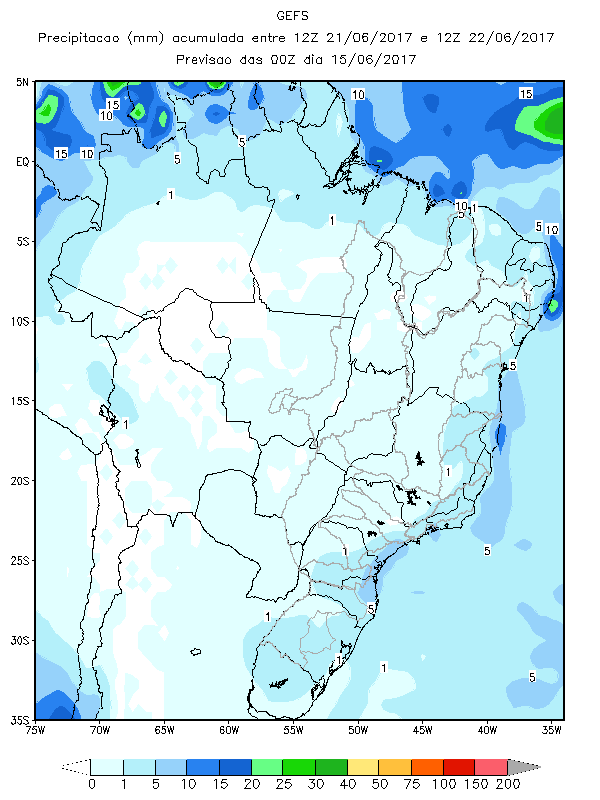 GEFS
Precipitacao (mm) acumulada entre 12Z 21/06/2017 e 12Z 22/06/2017
Previsao das 00Z dia 15/06/2017
5N
10
15
15
10
15
10
5
5
EQ
1
10
1
5
1
5
10
5S
1
10S
5
15S
1
1
20S
5
1
25S
5
1
30S
1
1
5
35S
75W 70W 65W 60W 55W 50W 45W 40W 35W
0 1 5 10 15 20 25 30 40 50 75 100 150 200